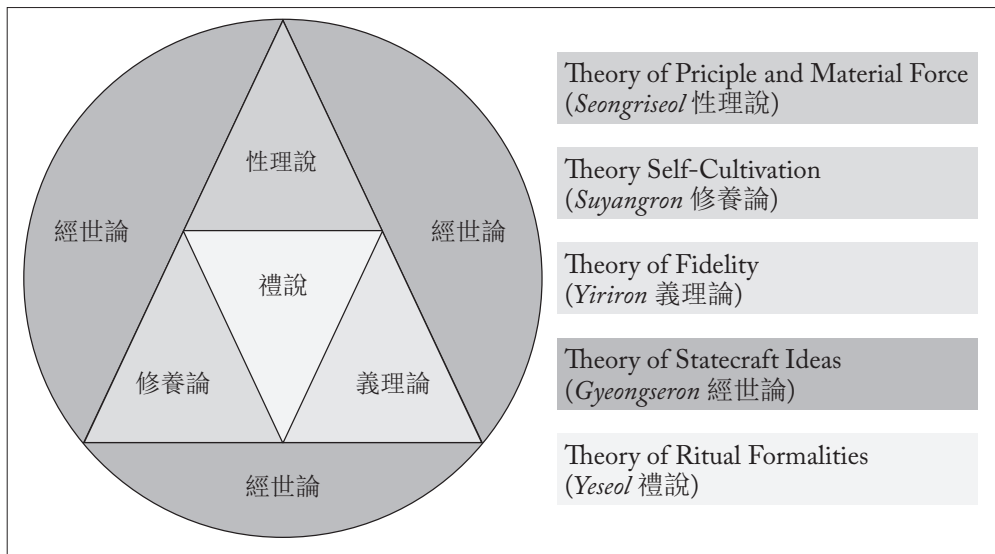 性理說
經世論
經世論
禮說
修養論
義理論
經世論
Theory of Priciple and Material Force
(Seongriseol 性理說)
Theory Self-Cultivation
(Suyangron 修養論)
Theory of Fidelity
(Yiriron 義理論)
Theory of Statecraft Ideas
(Gyeongseron 經世論)
Theory of Ritual Formalities
(Yeseol 禮說)